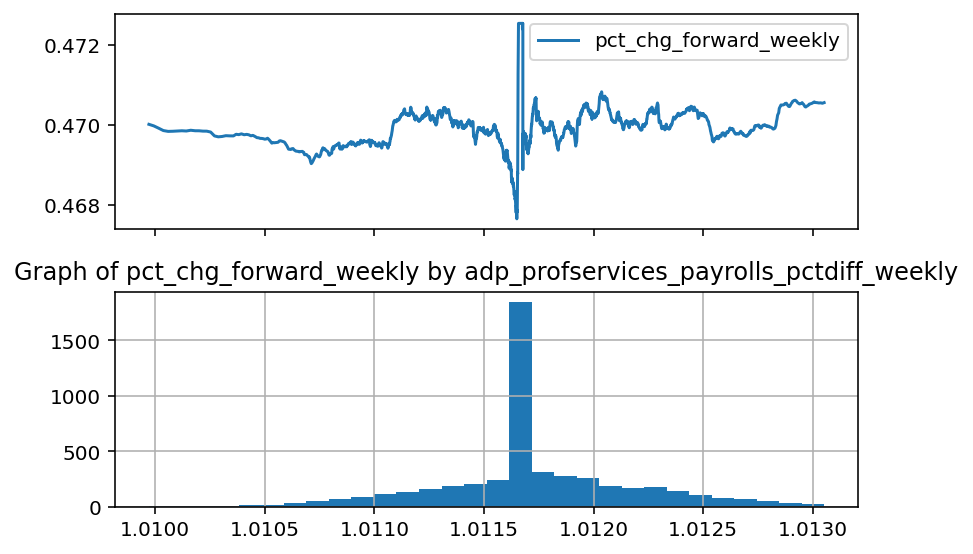 0.472
0.470
0.468
pct_chg_forward_weekly
Graph of pct_chg_forward_weekly by adp_profservices_payrolls_pctdiff_weekly
1500
1000
500
0
1.0100 1.0105 1.0110 1.0115 1.0120 1.0125 1.0130